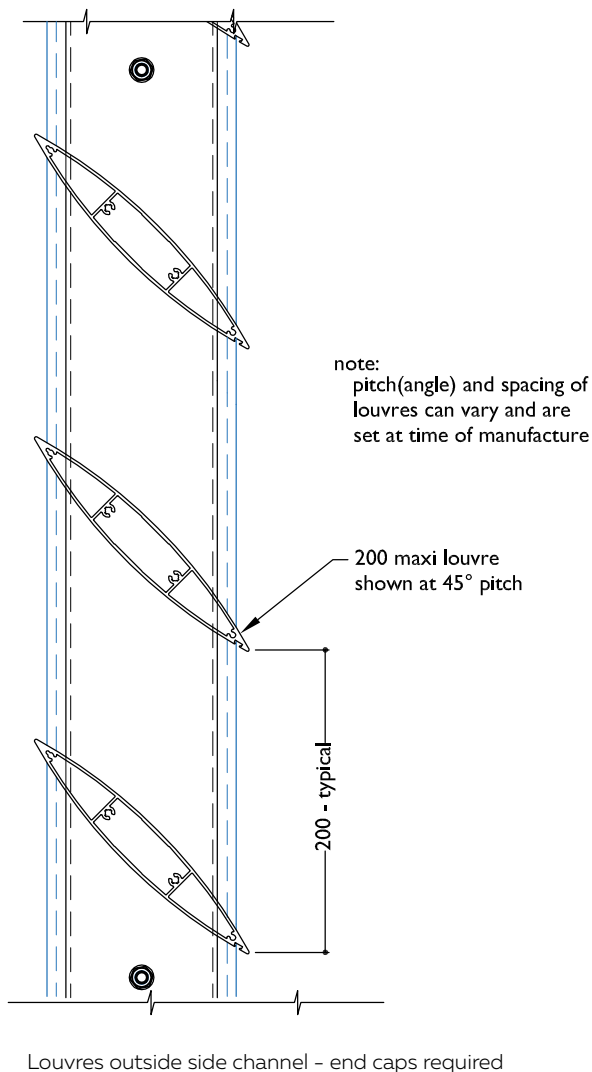 note:
pitch(angle) and spacing of
louvres can vary and are
set at time of manufacture
200 maxi louvre
shown at 45° pitch
200 - typical
Louvres outside side channel – end caps required